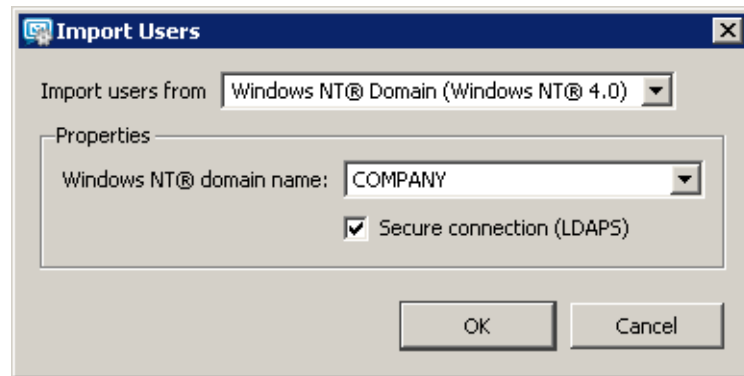 Import Users
Import users from Windows NT® Domain (Windows NT® 4.0)
Properties
Windows NT® domain name: COMPANY
Secure connection (LDAPS)
OK Cancel